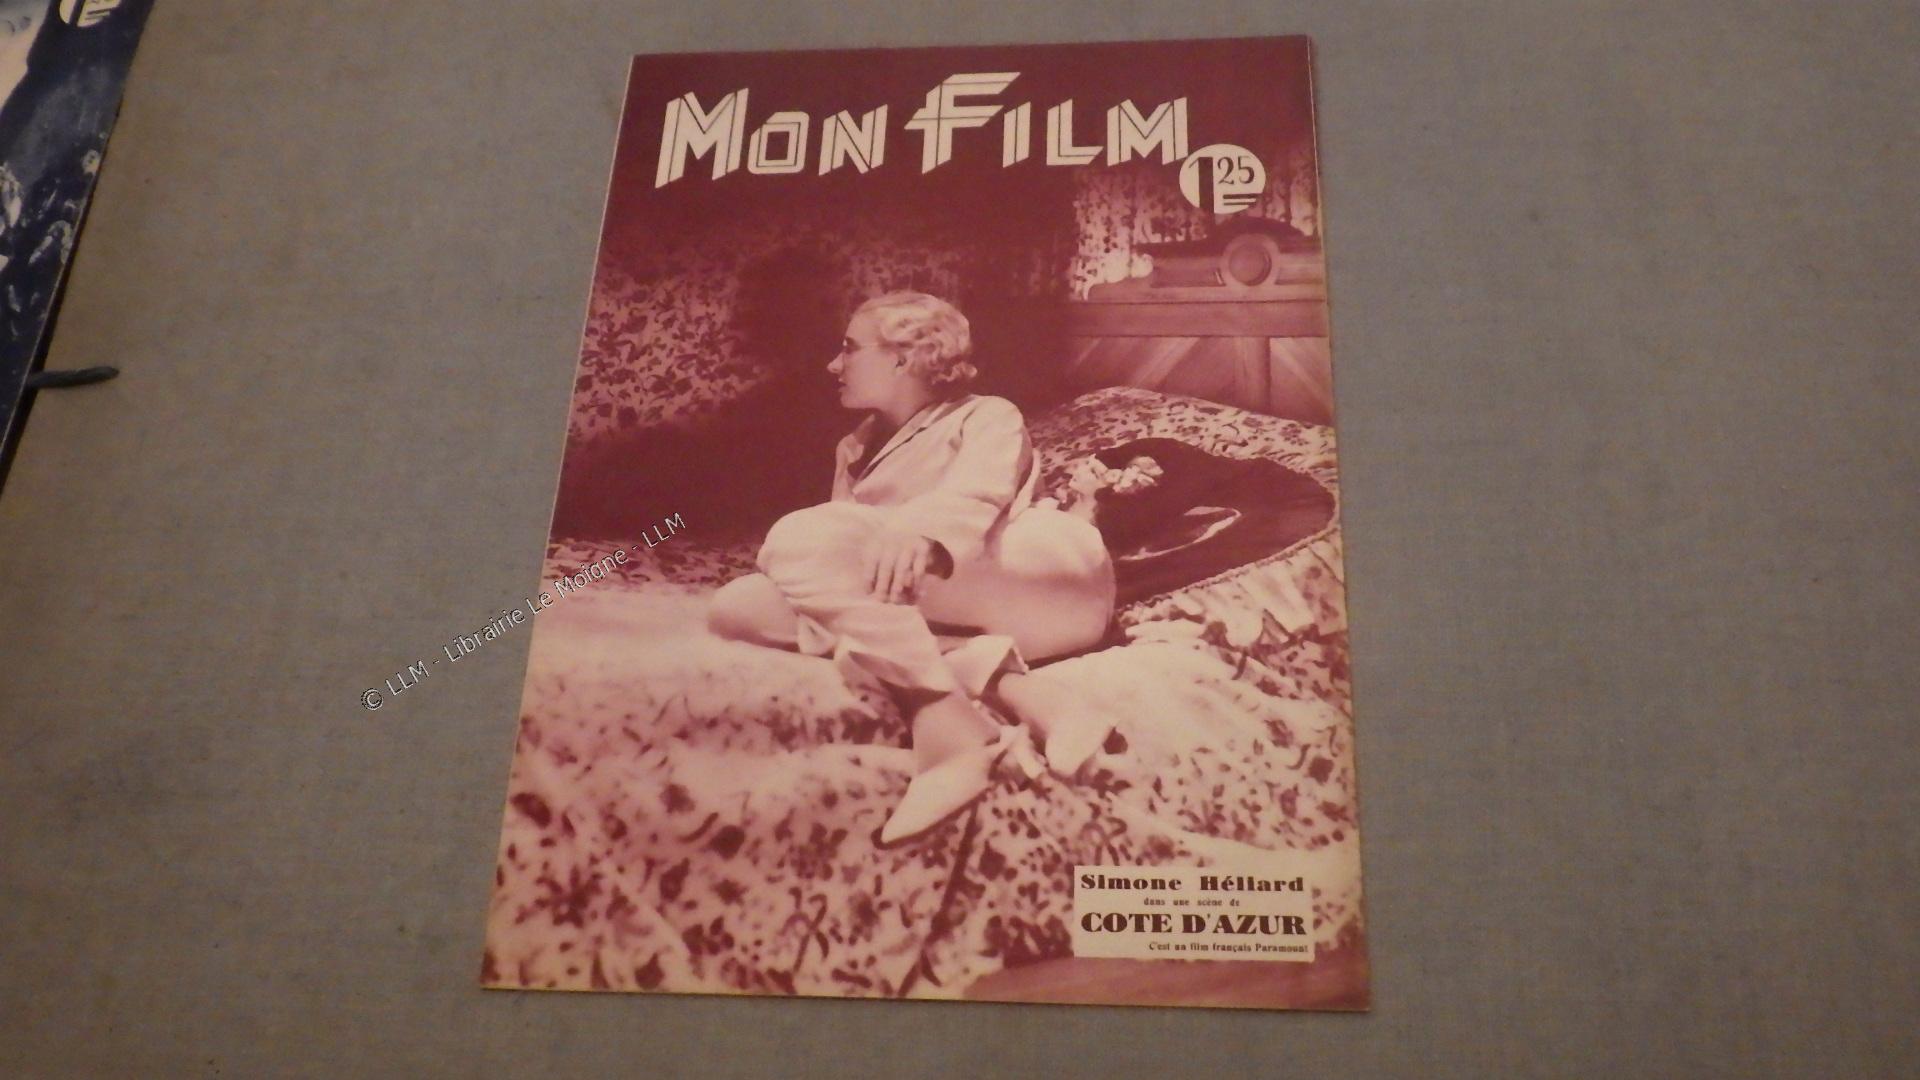 MON FILM
1 25
© LLM - Librairie Le Moigne - LLM
Simone Héliard
dans une scène de
COTE D'AZUR
C'est un film français Paramount